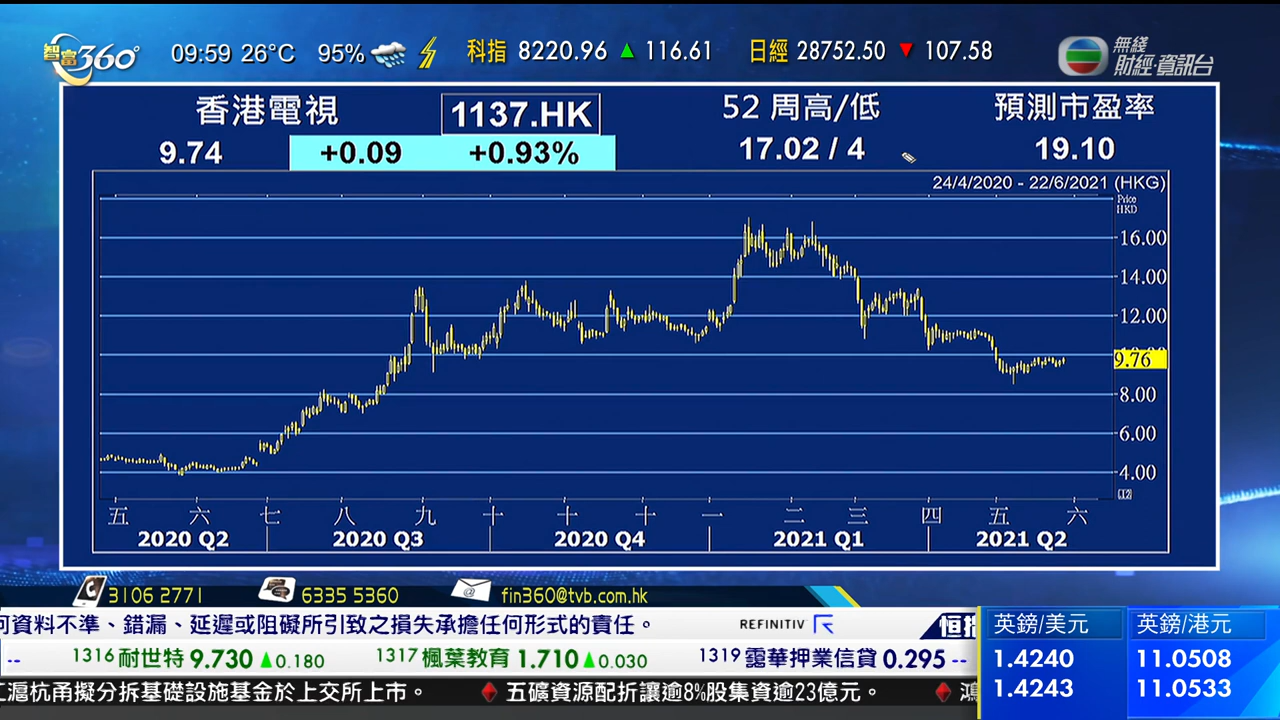 智富360°
09:59 26°C 95% 科指 8220.96 ▲ 116.61 日經 28752.50 ▼ 107.58
無綫
財經·資訊台
香港電視 1137.HK 52 周高/低 預測市盈率
9.74 +0.09 +0.93% 17.02 / 4 19.10
24/4/2020 - 22/6/2021 (HKG)
Price
HKD
16.00
14.00
12.00
9.76
8.00
6.00
4.00
五 六 七 八 九 十 十 十 一 二 三 四 五 六
2020 Q2 2020 Q3 2020 Q4 2021 Q1 2021 Q2
3106 2771 6335 5360 fin360@tvb.com.hk
資料不準、錯漏、延遲或阻礙所引致之損失承擔任何形式的責任。 REFINITIV 恒指
-- 1316 耐世特 9.730 ▲0.180 1317 楓葉教育 1.710 ▲0.030 1319 靄華押業信貸 0.295 --
滬杭甬擬分拆基礎設施基金於上交所上市。 ♦ 五礦資源配折讓逾8%股集資逾23億元。 ♦ 鴻
英鎊/美元 英鎊/港元
1.4240 11.0508
1.4243 11.0533